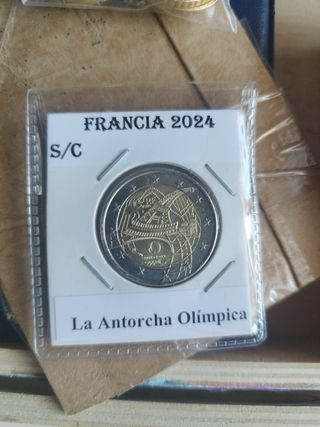 FRANCIA 2024
S/C
La Antorcha Olímpica